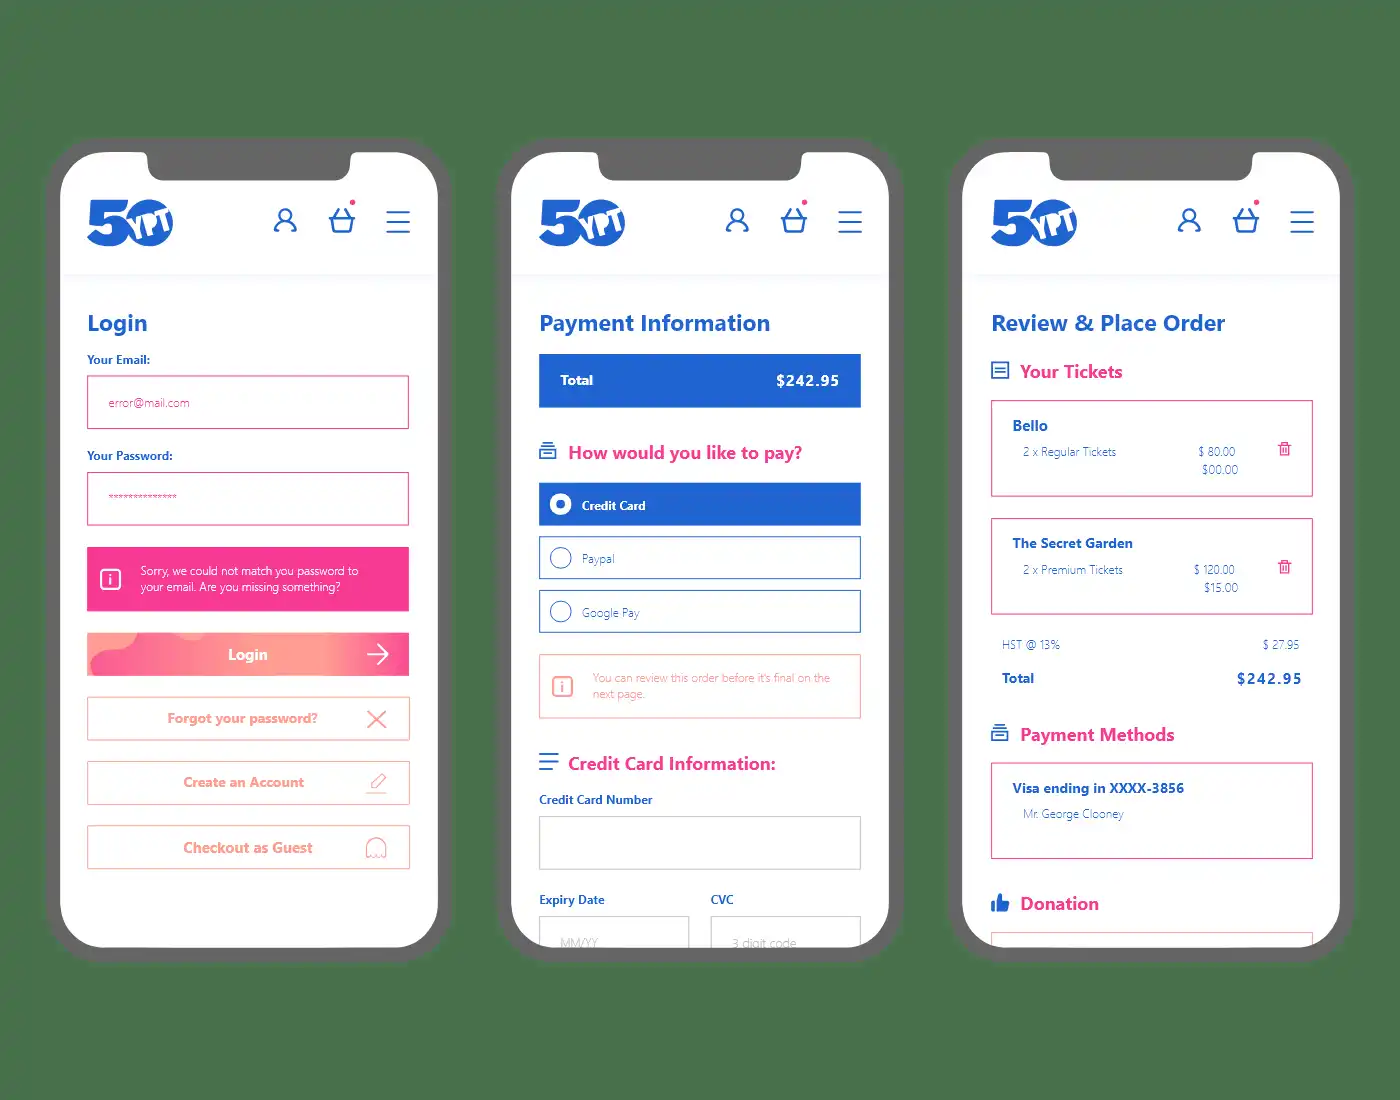 50 YPT
Login
Your Email:
error@mail.com
Your Password:
**************
Sorry, we could not match you password to
your email. Are you missing something?
Login
Forgot your password?
Create an Account
Checkout as Guest
50 YPT
Payment Information
Total $242.95
How would you like to pay?
Credit Card
Paypal
Google Pay
You can review this order before it's final on the
next page.
Credit Card Information:
Credit Card Number
Expiry Date CVC
MM/YY 3 digit code
50 YPT
Review & Place Order
Your Tickets
Bello
2 x Regular Tickets $ 80.00
$00.00
The Secret Garden
2 x Premium Tickets $ 120.00
$15.00
HST @ 13% $ 27.95
Total $242.95
Payment Methods
Visa ending in XXXX-3856
Mr. George Clooney
Donation